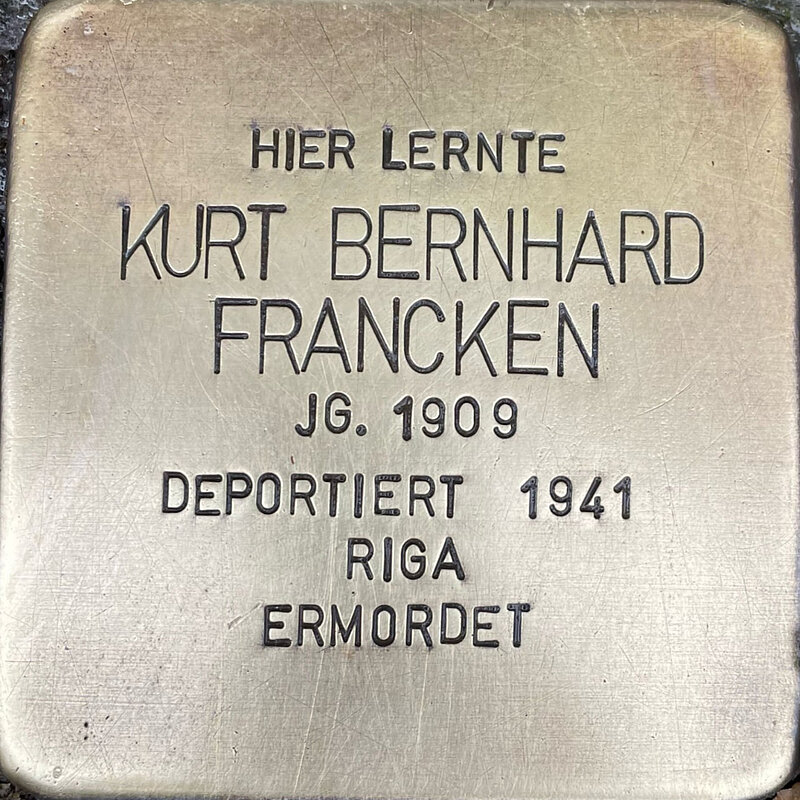 HIER LERNTE
KURT BERNHARD
FRANCKEN
JG. 1909
DEPORTIERT 1941
RIGA
ERMORDET